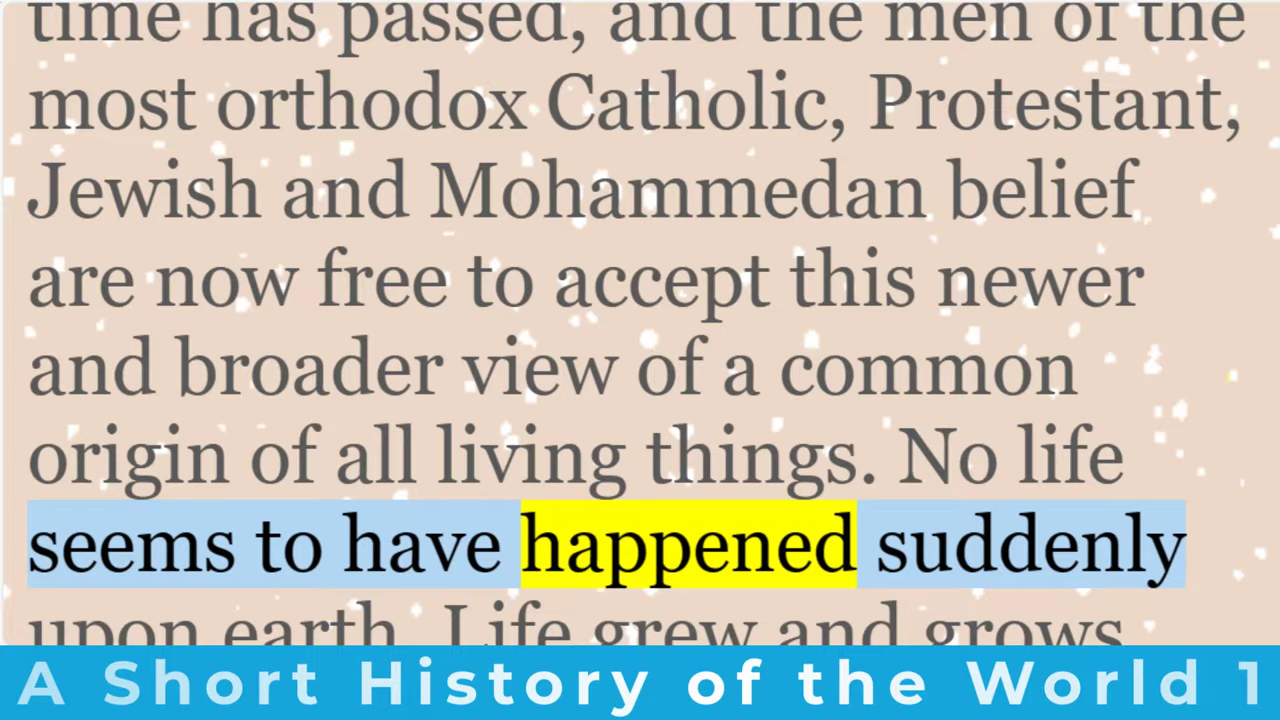 time has passed, and the men of the
most orthodox Catholic, Protestant,
Jewish and Mohammedan belief
are now free to accept this newer
and broader view of a common
origin of all living things. No life
seems to have happened suddenly
upon earth. Life grew and grows
A Short History of the World 1